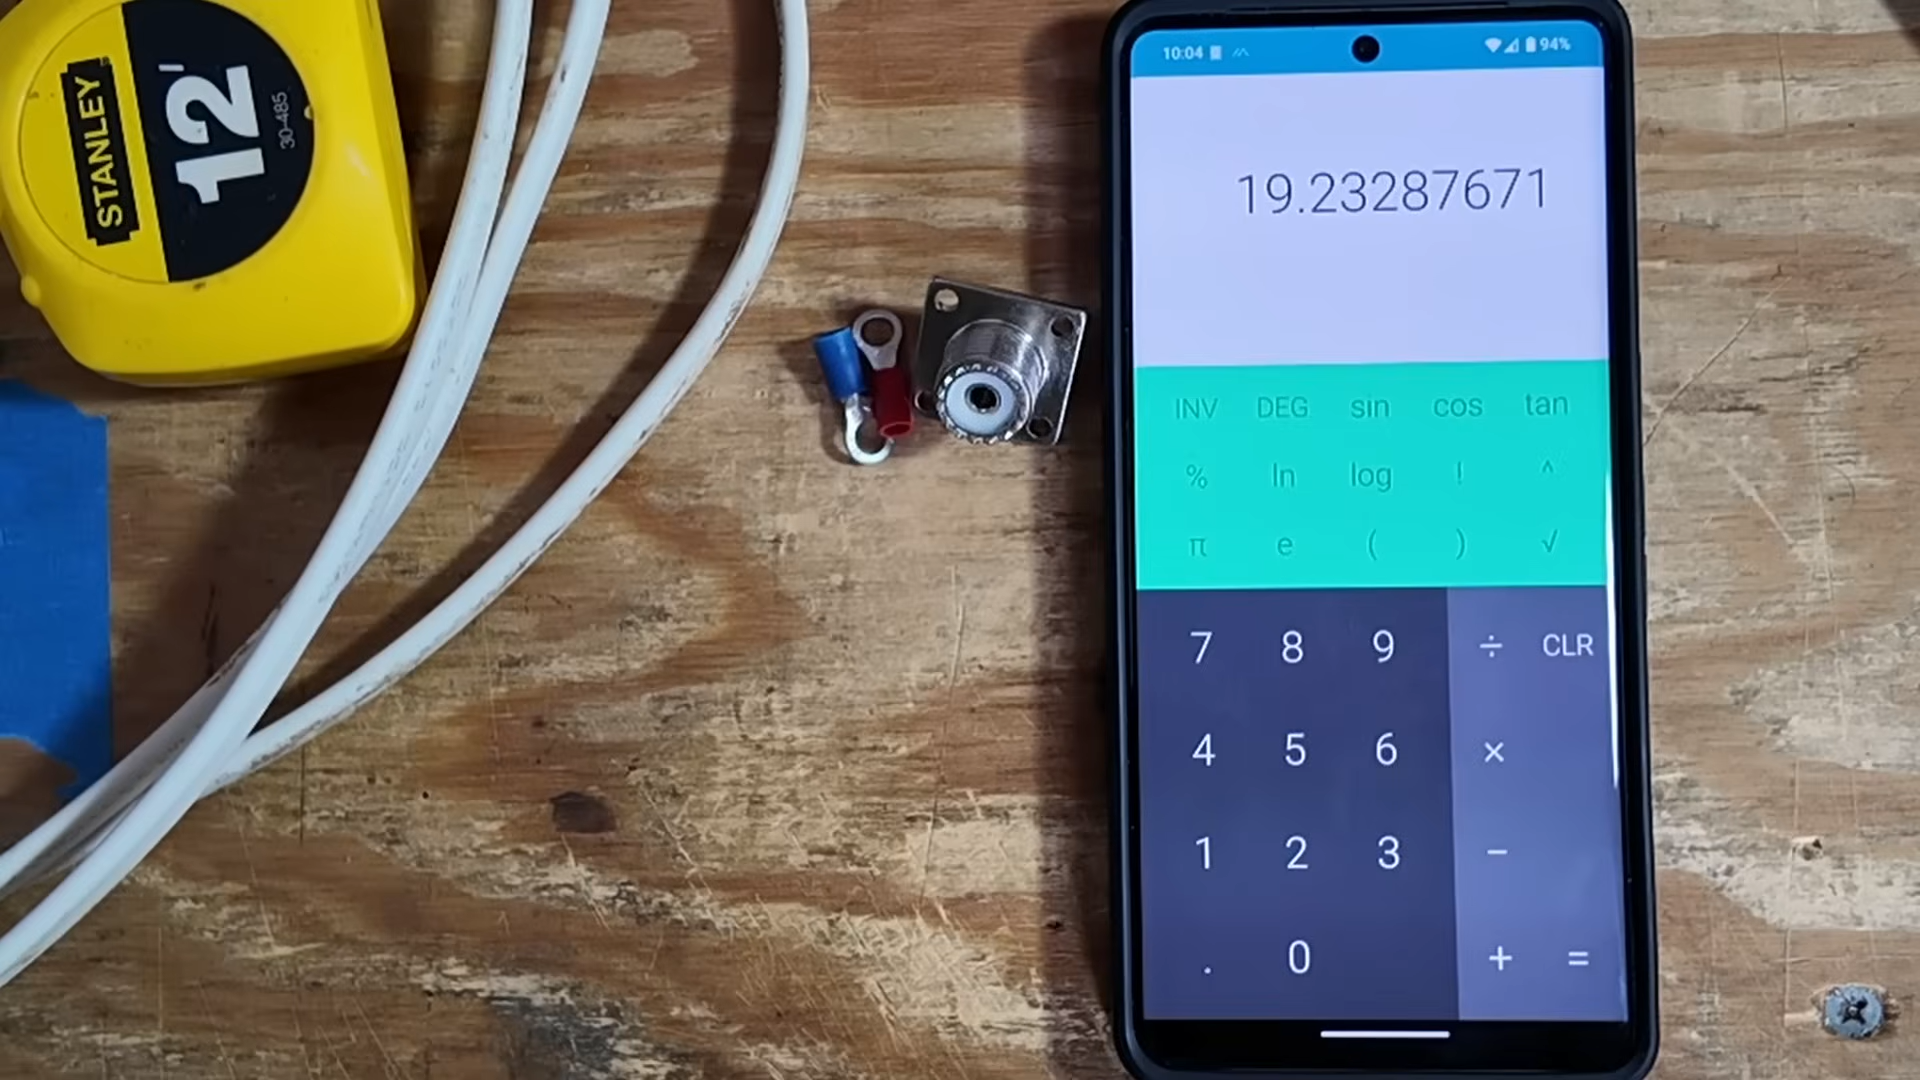 STANLEY
12'
30-485
10:04
94%
19.23287671
INV DEG sin cos tan
% ln log ! ^
π e ( ) √
7 8 9 ÷ CLR
4 5 6 ×
1 2 3 −
. 0 + =